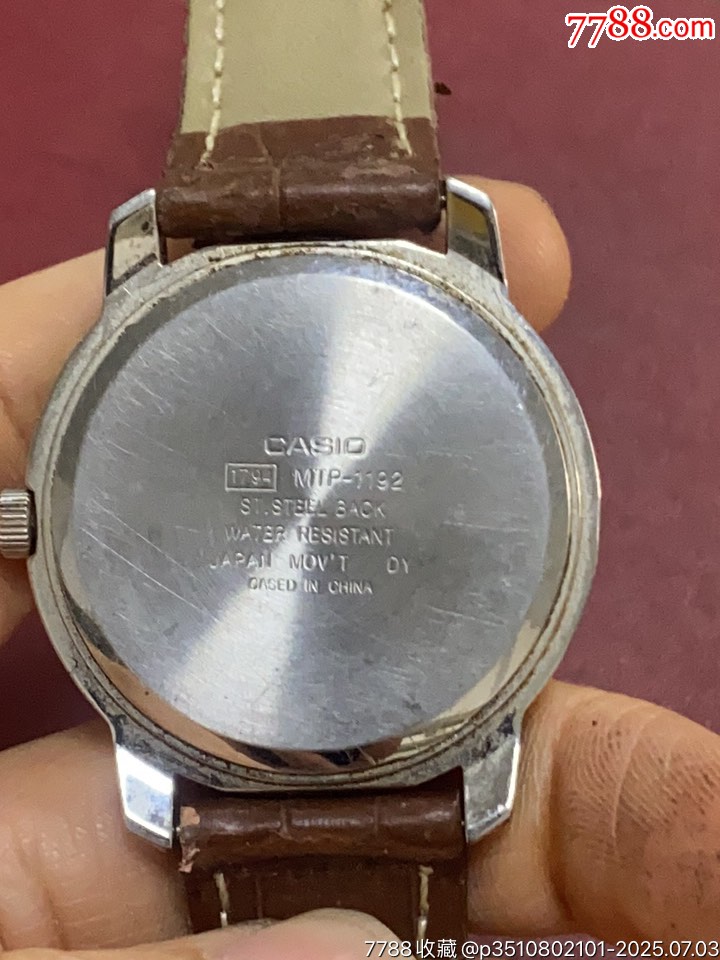 7788.com
CASIO
1794 MTP-1192
ST.STEEL BACK
WATER RESISTANT
JAPAN MOV'T DY
CASED IN CHINA
7788收藏 @p3510802101-2025.07.03